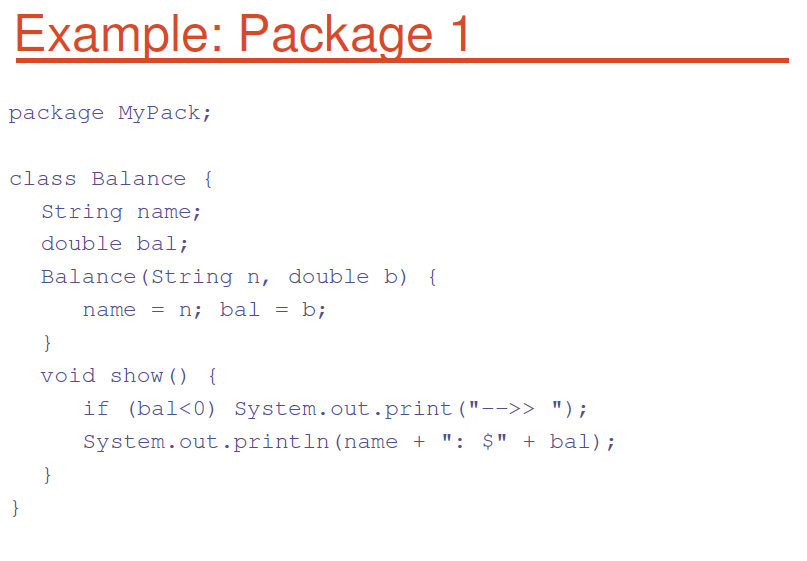 Example: Package 1
package MyPack;
class Balance {
String name;
double bal;
Balance(String n, double b) {
name = n; bal = b;
}
void show() {
if (bal<0) System.out.print("-->> ");
System.out.println(name + ": $" + bal);
}
}